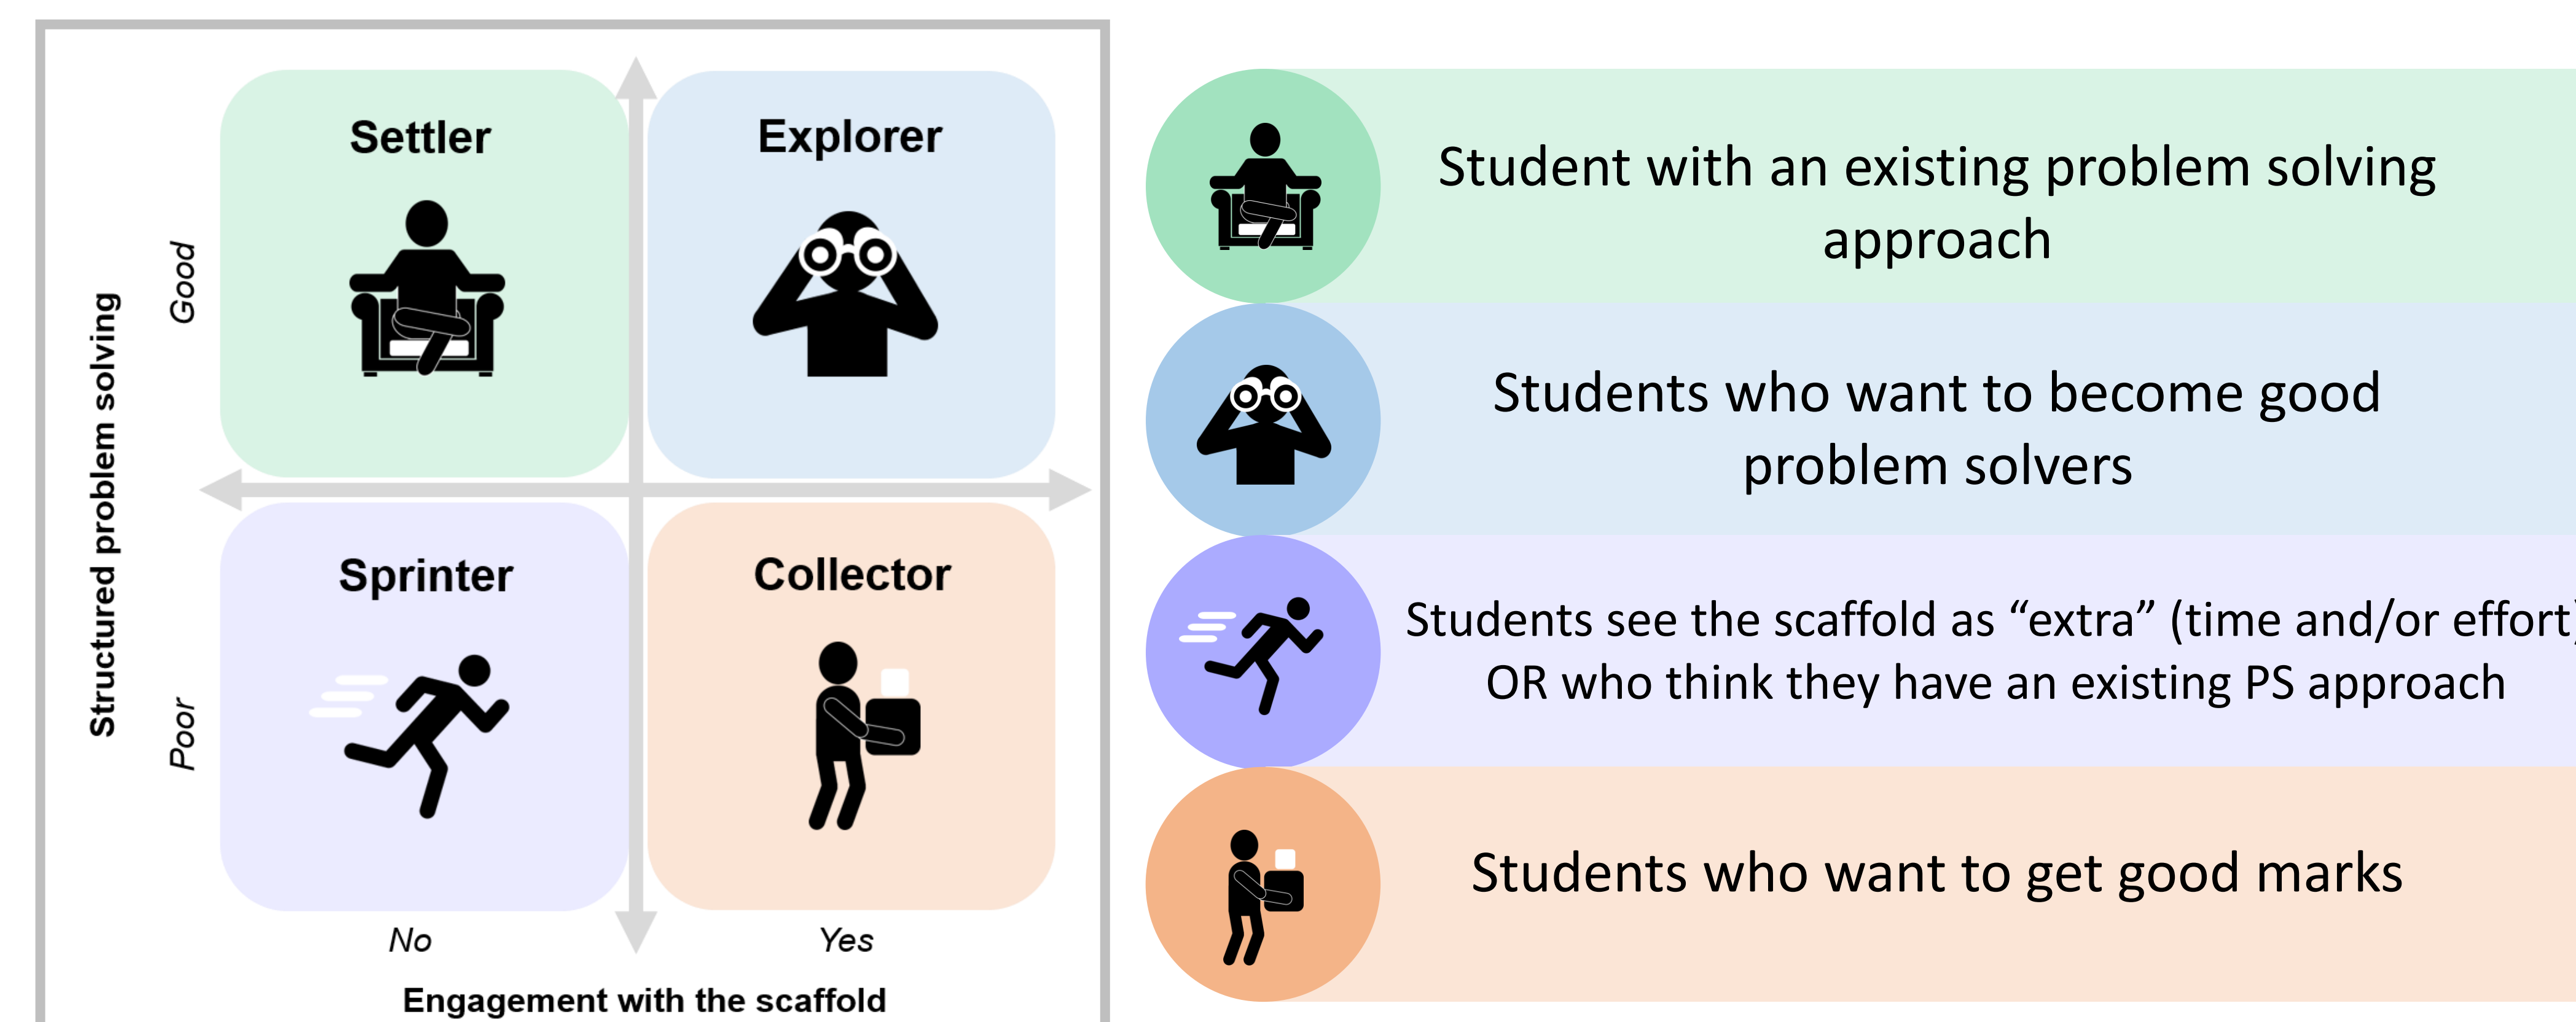 Settler
Explorer
Good
Structured problem solving
Sprinter
Collector
Poor
No
Yes
Engagement with the scaffold
Student with an existing problem solving
approach
Students who want to become good
problem solvers
Students see the scaffold as “extra” (time and/or effort)
OR who think they have an existing PS approach
Students who want to get good marks